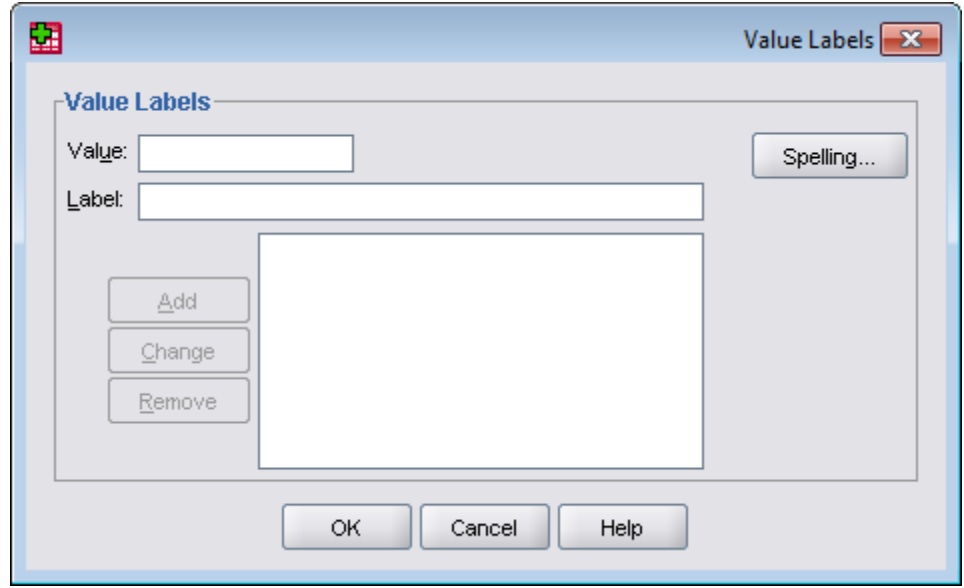 Value Labels
Value Labels
Value:
Spelling...
Label:
Add
Change
Remove
OK Cancel Help